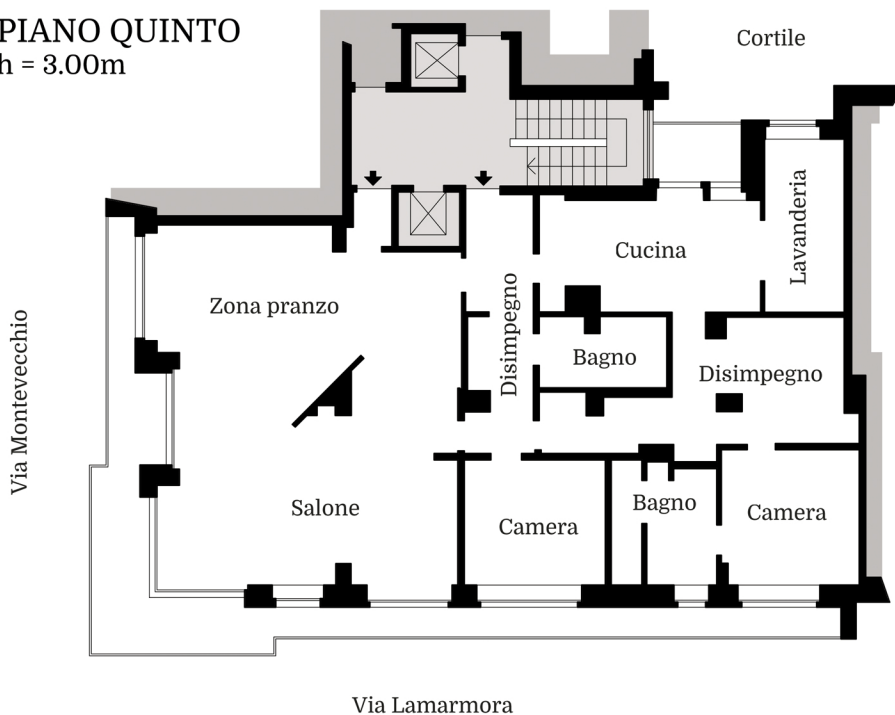 PIANO QUINTO
h = 3.00m
Cortile
Lavanderia
Cucina
Zona pranzo
Disimpegno
Bagno
Disimpegno
Via Montevecchio
Salone
Camera
Bagno
Camera
Via Lamarmora